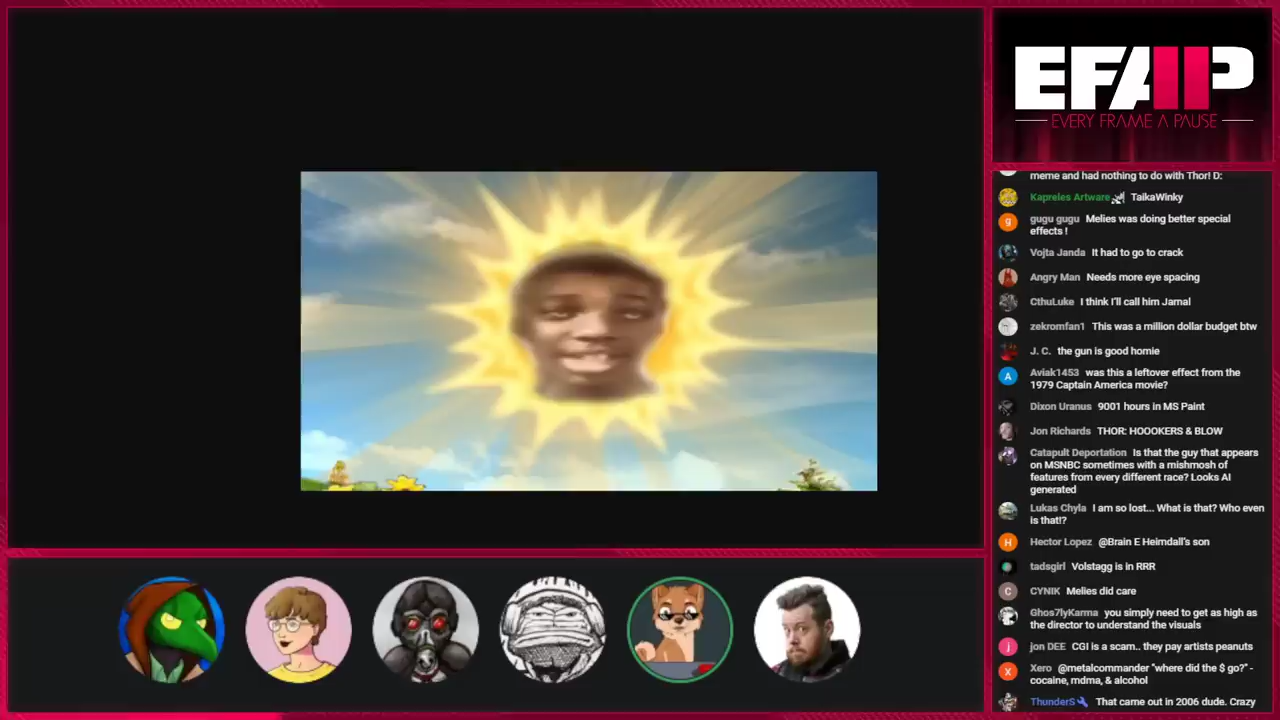 EFAP
EVERY FRAME A PAUSE
meme and had nothing to do with Thor! D:
Kapreles Artware TaikaWinky
gugu gugu Melies was doing better special
effects !
Vojta Janda It had to go to crack
Angry Man Needs more eye spacing
CthuLuke I think I'll call him Jamal
zekromfan1 This was a million dollar budget btw
J. C. the gun is good homie
A
Aviak1453 was this a leftover effect from the
1979 Captain America movie?
Dixon Uranus 9001 hours in MS Paint
Jon Richards THOR: HOOOKERS & BLOW
Catapult Deportation Is that the guy that appears
on MSNBC sometimes with a mishmosh of
features from every different race? Looks AI
generated
Lukas Chyla I am so lost... What is that? Who even
is that!?
H
Hector Lopez @Brain E Heimdall's son
tadsgirl Volstagg is in RRR
C
CYNIK Melies did care
Ghos7lyKarma you simply need to get as high as
the director to understand the visuals
j
jon DEE CGI is a scam.. they pay artists peanuts
X
Xero @metalcommander "where did the $ go?" -
cocaine, mdma, & alcohol
ThunderS That came out in 2006 dude. Crazy